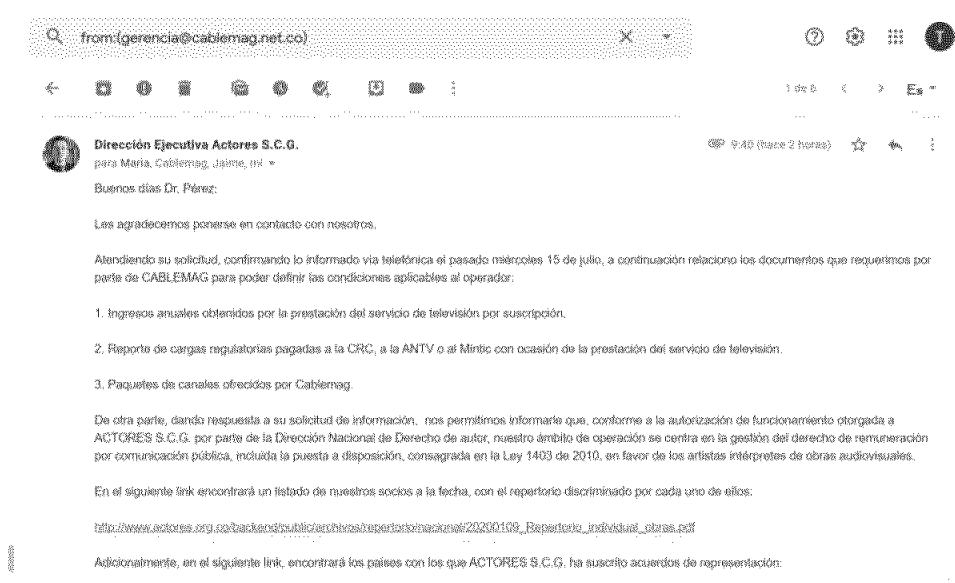 from:(gerencia@cablemag.net.co)
T
1 de 6
Es
Dirección Ejecutiva Actores S.C.G.
9:40 (hace 2 horas)
para María, Cablemag, Jaime, mí
Buenos días Dr. Pérez:
Les agradecemos ponerse en contacto con nosotros.
Atendiendo su solicitud, confirmando lo informado vía telefónica el pasado miércoles 15 de julio, a continuación relaciono los documentos que requerimos por
parte de CABLEMAG para poder definir las condiciones aplicables al operador:
1. Ingresos anuales obtenidos por la prestación del servicio de televisión por suscripción.
2. Reporte de cargas regulatorias pagadas a la CRC, a la ANTV o al Mintic con ocasión de la prestación del servicio de televisión.
3. Paquetes de canales ofrecidos por Cablemag.
De otra parte, dando respuesta a su solicitud de información, nos permitimos informarle que, conforme a la autorización de funcionamiento otorgada a
ACTORES S.C.G. por parte de la Dirección Nacional de Derecho de autor, nuestro ámbito de operación se centra en la gestión del derecho de remuneración
por comunicación pública, incluida la puesta a disposición, consagrada en la Ley 1403 de 2010, en favor de los artistas intérpretes de obras audiovisuales.
En el siguiente link encontrará un listado de nuestros socios a la fecha, con el repertorio discriminado por cada uno de ellos:
http://www.actores.org.co/backend/public/archivos/repertorio/nacional/20200109_Repertorio_individual_obras.pdf
Adicionalmente, en el siguiente link, encontrará los países con los que ACTORES S.C.G. ha suscrito acuerdos de representación: